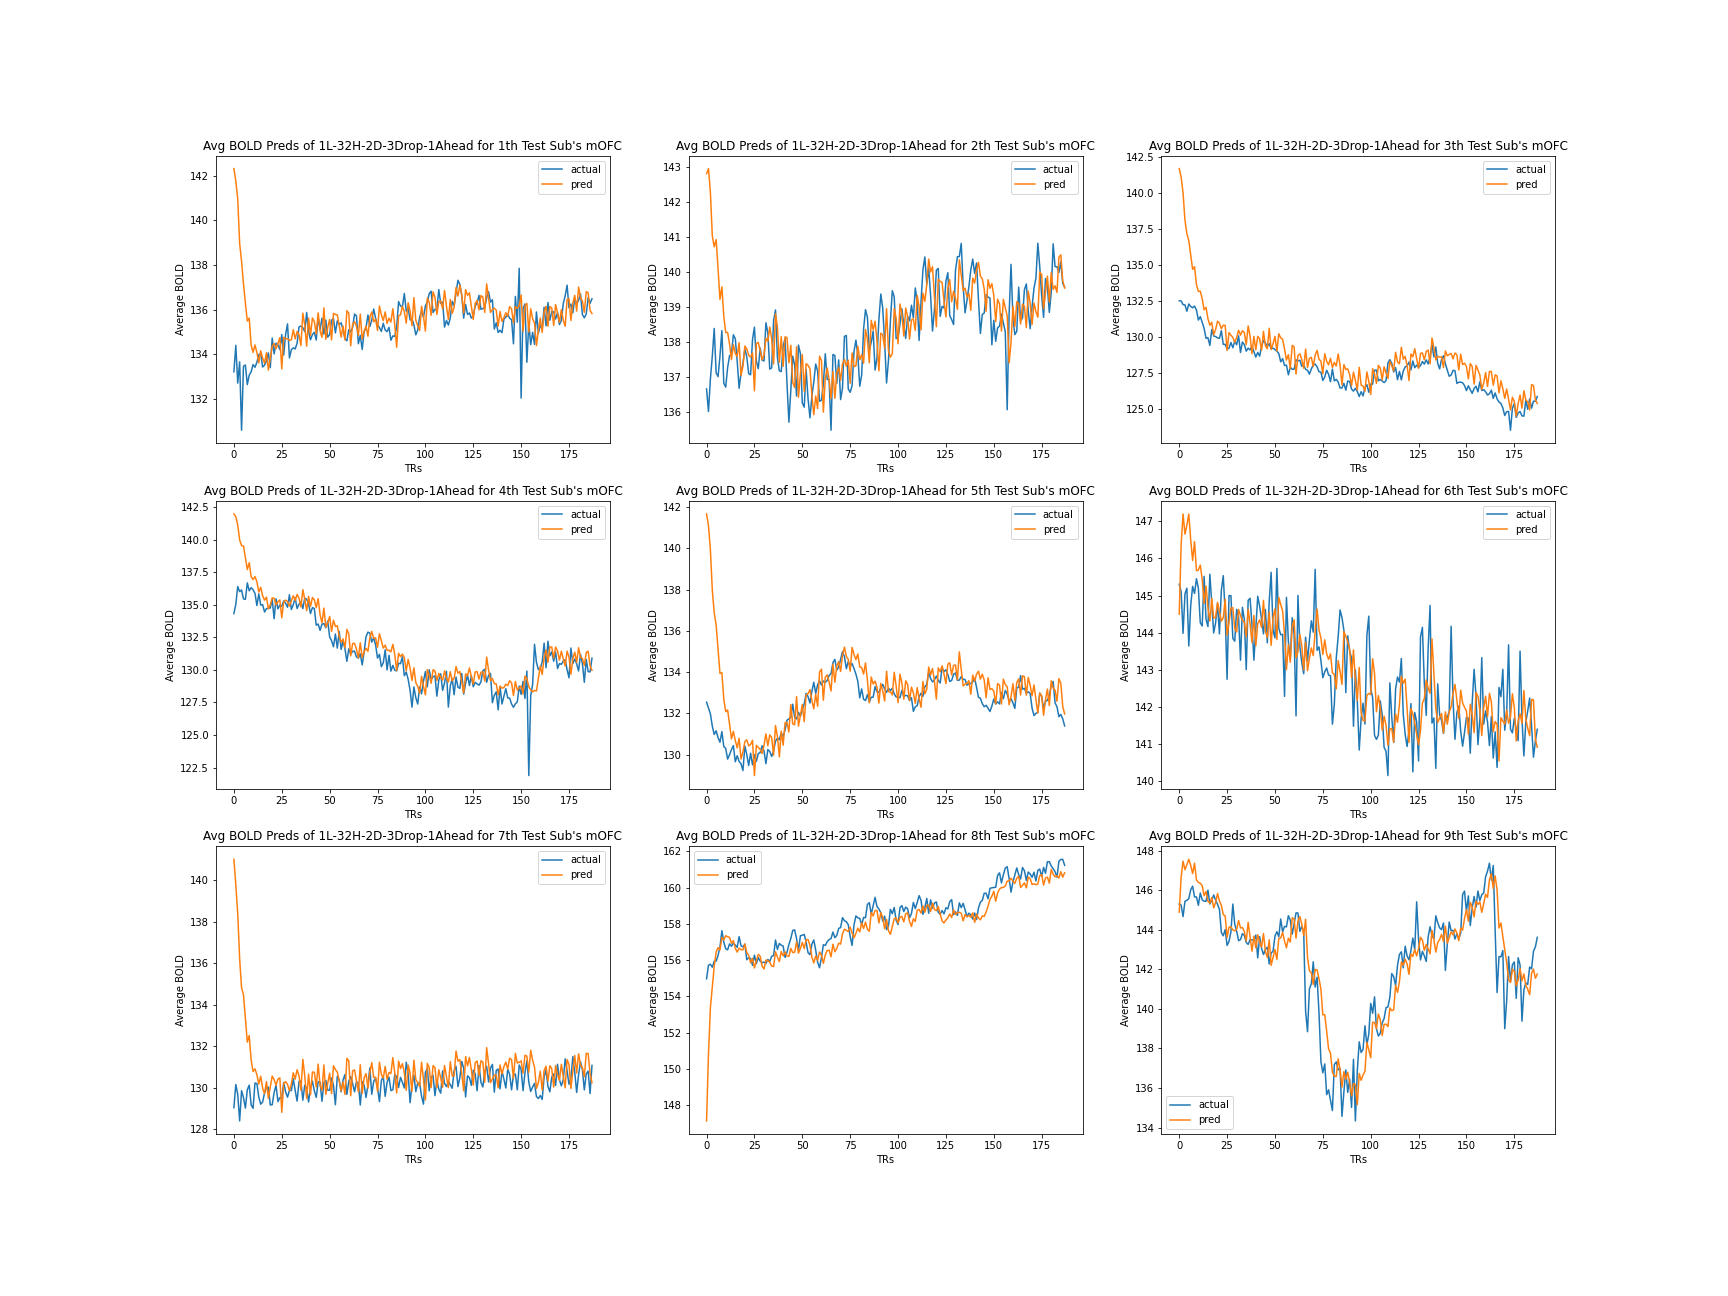 Avg BOLD Preds of 1L-32H-2D-3Drop-1Ahead for 1th Test Sub's mOFC
142
140
138
136
134
132
Average BOLD
actual
pred
0 25 50 75 100 125 150 175
TRs
Avg BOLD Preds of 1L-32H-2D-3Drop-1Ahead for 2th Test Sub's mOFC
143
142
141
140
139
138
137
136
Average BOLD
actual
pred
0 25 50 75 100 125 150 175
TRs
Avg BOLD Preds of 1L-32H-2D-3Drop-1Ahead for 3th Test Sub's mOFC
142.5
140.0
137.5
135.0
132.5
130.0
127.5
125.0
Average BOLD
actual
pred
0 25 50 75 100 125 150 175
TRs
Avg BOLD Preds of 1L-32H-2D-3Drop-1Ahead for 4th Test Sub's mOFC
142.5
140.0
137.5
135.0
132.5
130.0
127.5
125.0
122.5
Average BOLD
actual
pred
0 25 50 75 100 125 150 175
TRs
Avg BOLD Preds of 1L-32H-2D-3Drop-1Ahead for 5th Test Sub's mOFC
142
140
138
136
134
132
130
Average BOLD
actual
pred
0 25 50 75 100 125 150 175
TRs
Avg BOLD Preds of 1L-32H-2D-3Drop-1Ahead for 6th Test Sub's mOFC
147
146
145
144
143
142
141
140
Average BOLD
actual
pred
0 25 50 75 100 125 150 175
TRs
Avg BOLD Preds of 1L-32H-2D-3Drop-1Ahead for 7th Test Sub's mOFC
140
138
136
134
132
130
128
Average BOLD
actual
pred
0 25 50 75 100 125 150 175
TRs
Avg BOLD Preds of 1L-32H-2D-3Drop-1Ahead for 8th Test Sub's mOFC
162
160
158
156
154
152
150
148
Average BOLD
actual
pred
0 25 50 75 100 125 150 175
TRs
Avg BOLD Preds of 1L-32H-2D-3Drop-1Ahead for 9th Test Sub's mOFC
148
146
144
142
140
138
136
134
Average BOLD
actual
pred
0 25 50 75 100 125 150 175
TRs